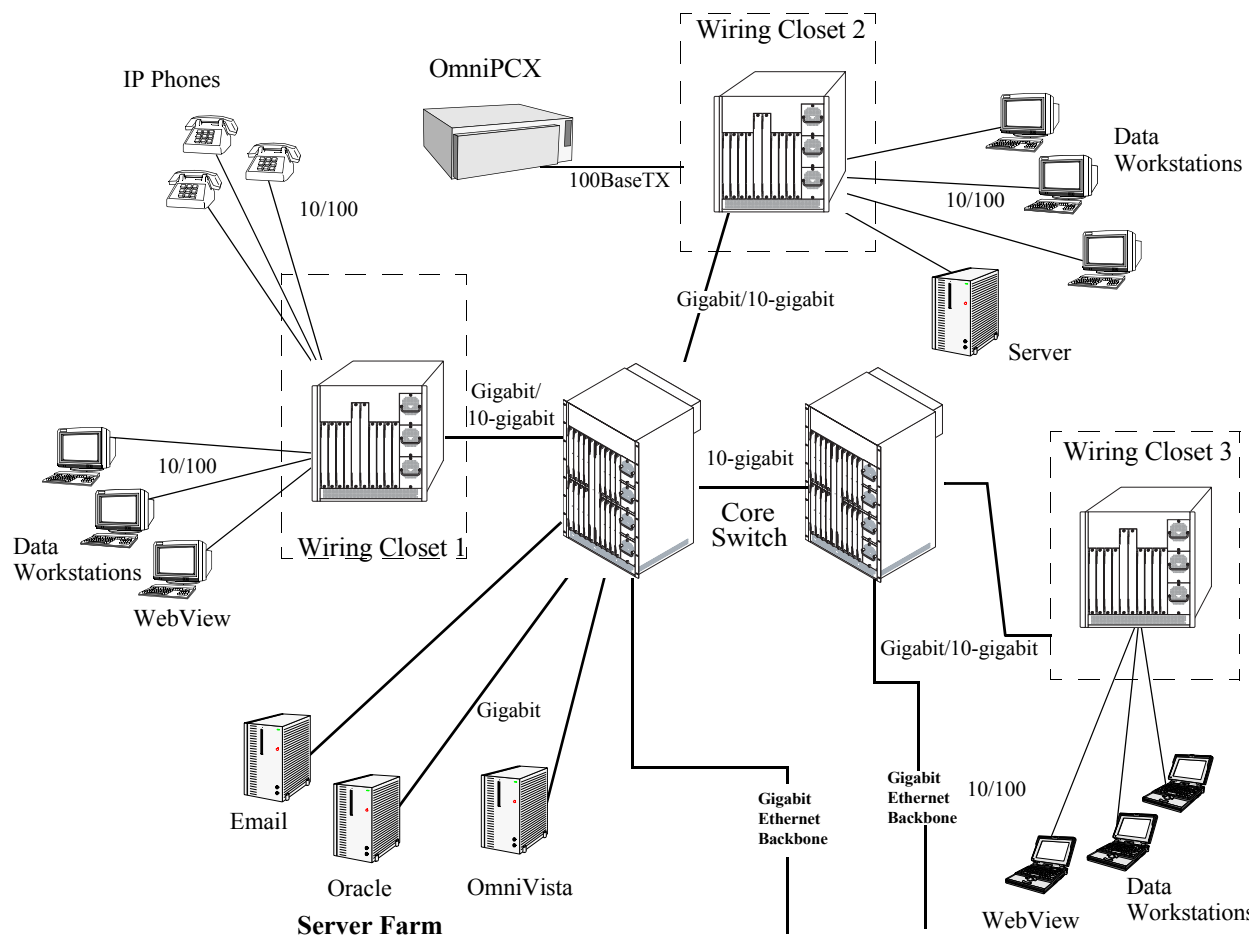 Wiring Closet 2
OmniPCX
IP Phones
Data
Workstations
100BaseTX
10/100
10/100
Gigabit/10-gigabit
Server
Gigabit/
10-gigabit
Wiring Closet 3
10/100
10-gigabit
Core
Switch
Data
Workstations
Wiring Closet 1
WebView
Gigabit/10-gigabit
Gigabit
Gigabit
Ethernet
Backbone
Gigabit
Ethernet
Backbone
10/100
Email
Oracle
OmniVista
Server Farm
WebView
Data
Workstations